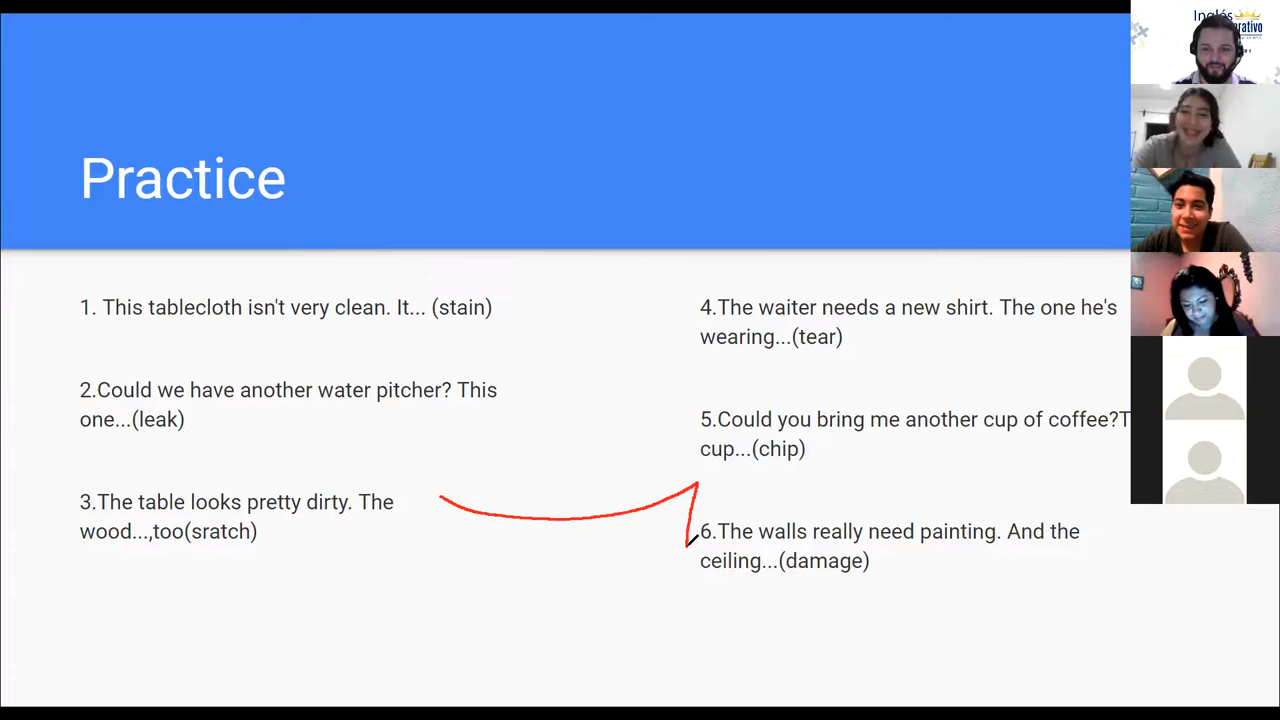 Inglés
erativo
Practice
1. This tablecloth isn't very clean. It... (stain)
2.Could we have another water pitcher? This
one...(leak)
3.The table looks pretty dirty. The
wood...,too(sratch)
4.The waiter needs a new shirt. The one he's
wearing...(tear)
5.Could you bring me another cup of coffee?T
cup...(chip)
6.The walls really need painting. And the
ceiling...(damage)